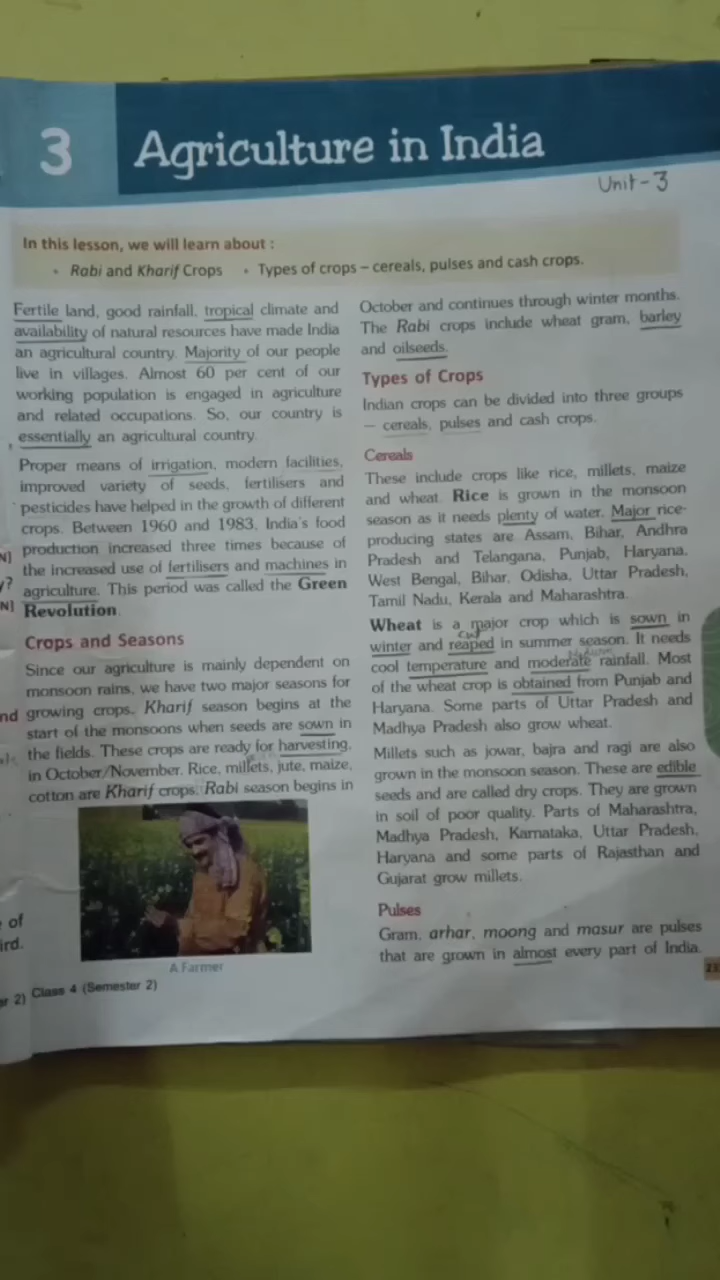 3
Agriculture in India
Unit-3
In this lesson, we will learn about :
• Rabi and Kharif Crops • Types of crops – cereals, pulses and cash crops.
Fertile land, good rainfall, tropical climate and
availability of natural resources have made India
an agricultural country. Majority of our people
live in villages. Almost 60 per cent of our
working population is engaged in agriculture
and related occupations. So, our country is
essentially an agricultural country.
Proper means of irrigation, modern facilities,
improved variety of seeds, fertilisers and
pesticides have helped in the growth of different
crops. Between 1960 and 1983, India's food
N] production increased three times because of
y? the increased use of fertilisers and machines in
agriculture. This period was called the Green
N] Revolution.
Crops and Seasons
Since our agriculture is mainly dependent on
monsoon rains, we have two major seasons for
nd growing crops. Kharif season begins at the
start of the monsoons when seeds are sown in
the fields. These crops are ready for harvesting,
in October/November. Rice, millets, jute, maize,
cotton are Kharif crops. Rabi season begins in
of
ird.
A Farmer
er 2) Class 4 (Semester 2)
October and continues through winter months.
The Rabi crops include wheat gram, barley
and oilseeds.
Types of Crops
Indian crops can be divided into three groups
– cereals, pulses and cash crops.
Cereals
These include crops like rice, millets, maize
and wheat. Rice is grown in the monsoon
season as it needs plenty of water. Major rice-
producing states are Assam, Bihar, Andhra
Pradesh and Telangana, Punjab, Haryana,
West Bengal, Bihar, Odisha, Uttar Pradesh,
Tamil Nadu, Kerala and Maharashtra.
Wheat is a major crop which is sown in
cut
winter and reaped in summer season. It needs
cool temperature and moderate rainfall. Most
of the wheat crop is obtained from Punjab and
Haryana. Some parts of Uttar Pradesh and
Madhya Pradesh also grow wheat.
Millets such as jowar, bajra and ragi are also
grown in the monsoon season. These are edible
seeds and are called dry crops. They are grown
in soil of poor quality. Parts of Maharashtra,
Madhya Pradesh, Karnataka, Uttar Pradesh,
Haryana and some parts of Rajasthan and
Gujarat grow millets.
Pulses
Gram, arhar, moong and masur are pulses
that are grown in almost every part of India.